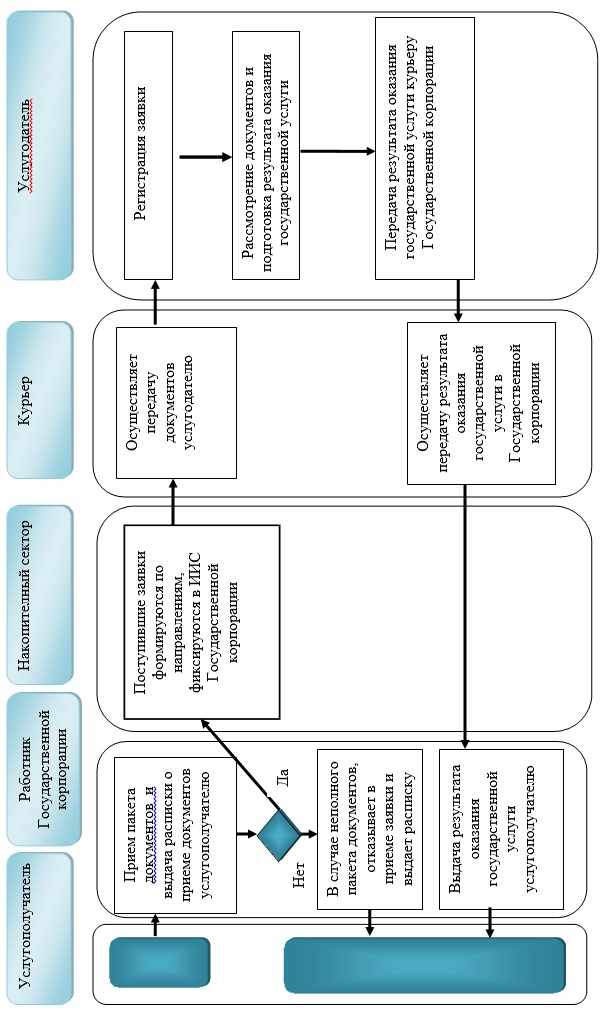 Услугополучатель
Работник
Государственной
корпорации
Накопителный сектор
Курьер
Услугодатель
Прием пакета
документов  и
выдача расписки о
приеме документов
услугополучателю
Да
Нет
В случае неполного
пакета документов,
отказывает в
приеме заявки и
выдает расписку
Выдача результата
оказания
государственной
услуги
услугополучателю
Поступившие заявки
формируются по
направлениям,
фиксируются в ИИС
Государственной
корпорации
Осуществляет
передачу
документов
услугодателю
Осуществляет
передачу результата
оказания
государственной
услуги в
Государственной
корпорации
Регистрация заявки
Рассмотрение документов и
подготовка результата оказания
государственной услуги
Передача результата оказания
государственной услуги курьеру
Государственной корпорации